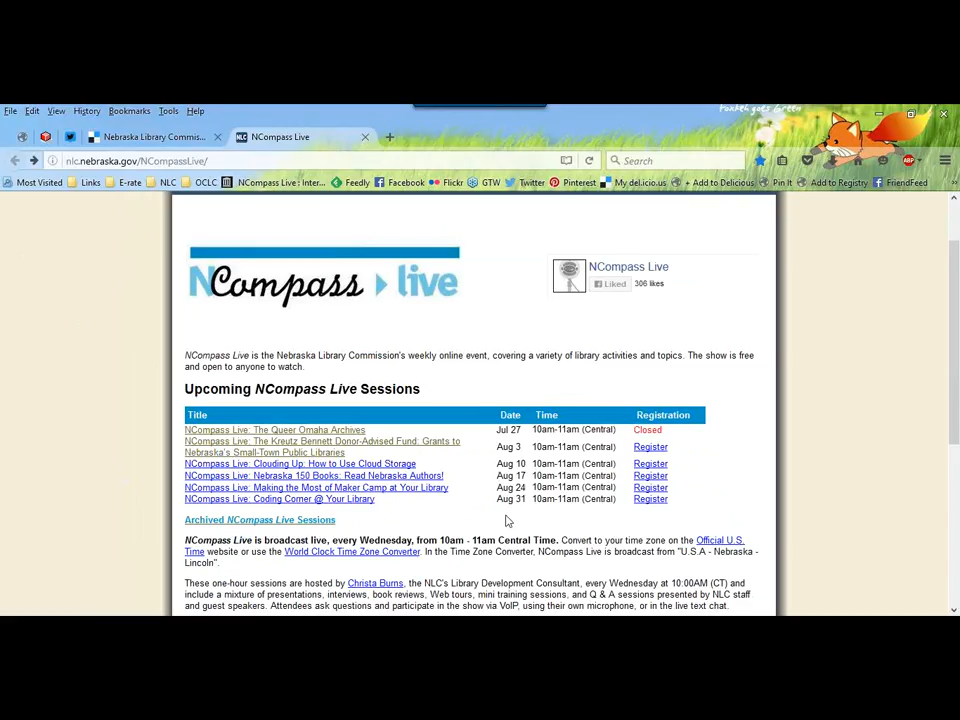 foxkeh goes Green
File Edit View History Bookmarks Tools Help
Nebraska Library Commis... × NLC NCompass Live × +
nlc.nebraska.gov/NCompassLive/ Search ABP
Most Visited Links E-rate NLC OCLC NCompass Live : Inter... Feedly Facebook Flickr GTW Twitter Pinterest My del.icio.us + Add to Delicious Pin It Add to Registry FriendFeed »
NCompass live
NCompass Live
Liked 306 likes
NCompass Live is the Nebraska Library Commission's weekly online event, covering a variety of library activities and topics. The show is free
and open to anyone to watch.
Upcoming NCompass Live Sessions
Title Date Time Registration
NCompass Live: The Queer Omaha Archives Jul 27 10am-11am (Central) Closed
NCompass Live: The Kreutz Bennett Donor-Advised Fund: Grants to
Nebraska's Small-Town Public Libraries Aug 3 10am-11am (Central) Register
NCompass Live: Clouding Up: How to Use Cloud Storage Aug 10 10am-11am (Central) Register
NCompass Live: Nebraska 150 Books: Read Nebraska Authors! Aug 17 10am-11am (Central) Register
NCompass Live: Making the Most of Maker Camp at Your Library Aug 24 10am-11am (Central) Register
NCompass Live: Coding Corner @ Your Library Aug 31 10am-11am (Central) Register
Archived NCompass Live Sessions
NCompass Live is broadcast live, every Wednesday, from 10am - 11am Central Time. Convert to your time zone on the Official U.S.
Time website or use the World Clock Time Zone Converter. In the Time Zone Converter, NCompass Live is broadcast from "U.S.A - Nebraska -
Lincoln".
These one-hour sessions are hosted by Christa Burns, the NLC's Library Development Consultant, every Wednesday at 10:00AM (CT) and
include a mixture of presentations, interviews, book reviews, Web tours, mini training sessions, and Q & A sessions presented by NLC staff
and guest speakers. Attendees ask questions and participate in the show via VoIP, using their own microphone, or in the live text chat.